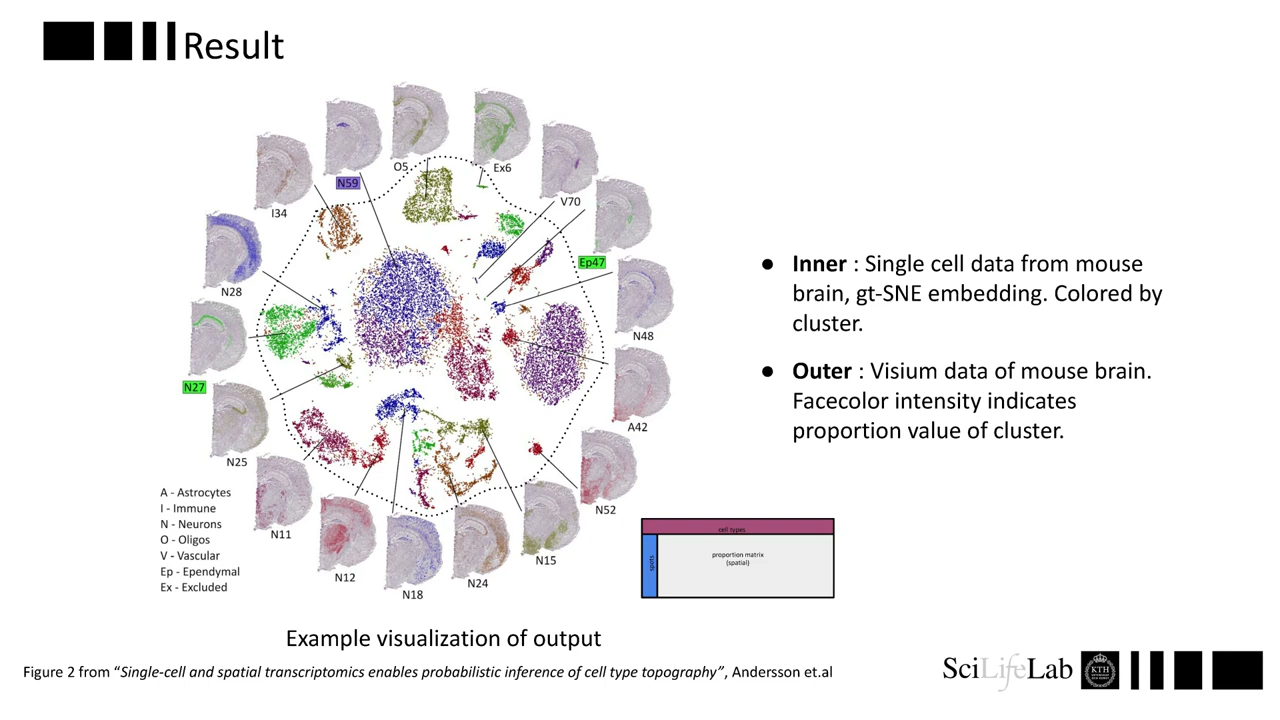 Result
O5
Ex6
N59
V70
I34
Ep47
N28
N48
N27
A42
N25
N52
N11
N15
N12
N24
N18
A - Astrocytes
I - Immune
N - Neurons
O - Oligos
V - Vascular
Ep - Ependymal
Ex - Excluded
● Inner : Single cell data from mouse
brain, gt-SNE embedding. Colored by
cluster.
● Outer : Visium data of mouse brain.
Facecolor intensity indicates
proportion value of cluster.
cell types
spots
proportion matrix
(spatial)
Example visualization of output
Figure 2 from “Single-cell and spatial transcriptomics enables probabilistic inference of cell type topography”, Andersson et.al
SciLifeLab
KTH